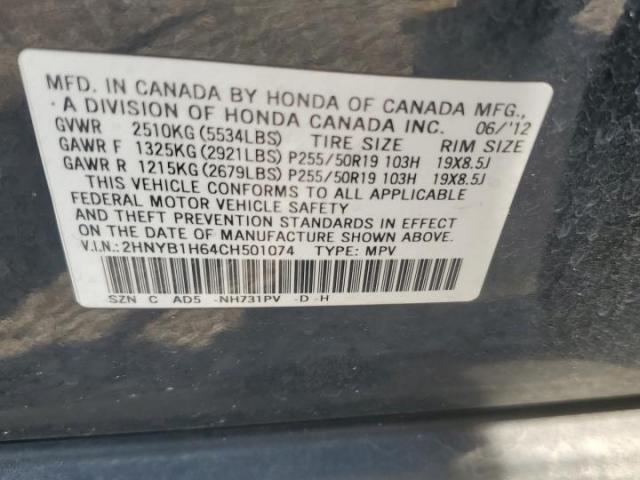 MFD. IN CANADA BY HONDA OF CANADA MFG.,
A DIVISION OF HONDA CANADA INC. 06/'12
GVWR 2510KG (5534LBS) TIRE SIZE RIM SIZE
GAWR F 1325KG (2921LBS) P255/50R19 103H 19X8.5J
GAWR R 1215KG (2679LBS) P255/50R19 103H 19X8.5J
THIS VEHICLE CONFORMS TO ALL APPLICABLE
FEDERAL MOTOR VEHICLE SAFETY
AND THEFT PREVENTION STANDARDS IN EFFECT
ON THE DATE OF MANUFACTURE SHOWN ABOVE.
V.I.N.:2HNYB1H64CH501074 TYPE: MPV
SZN C AD5 -NH731PV -D -H